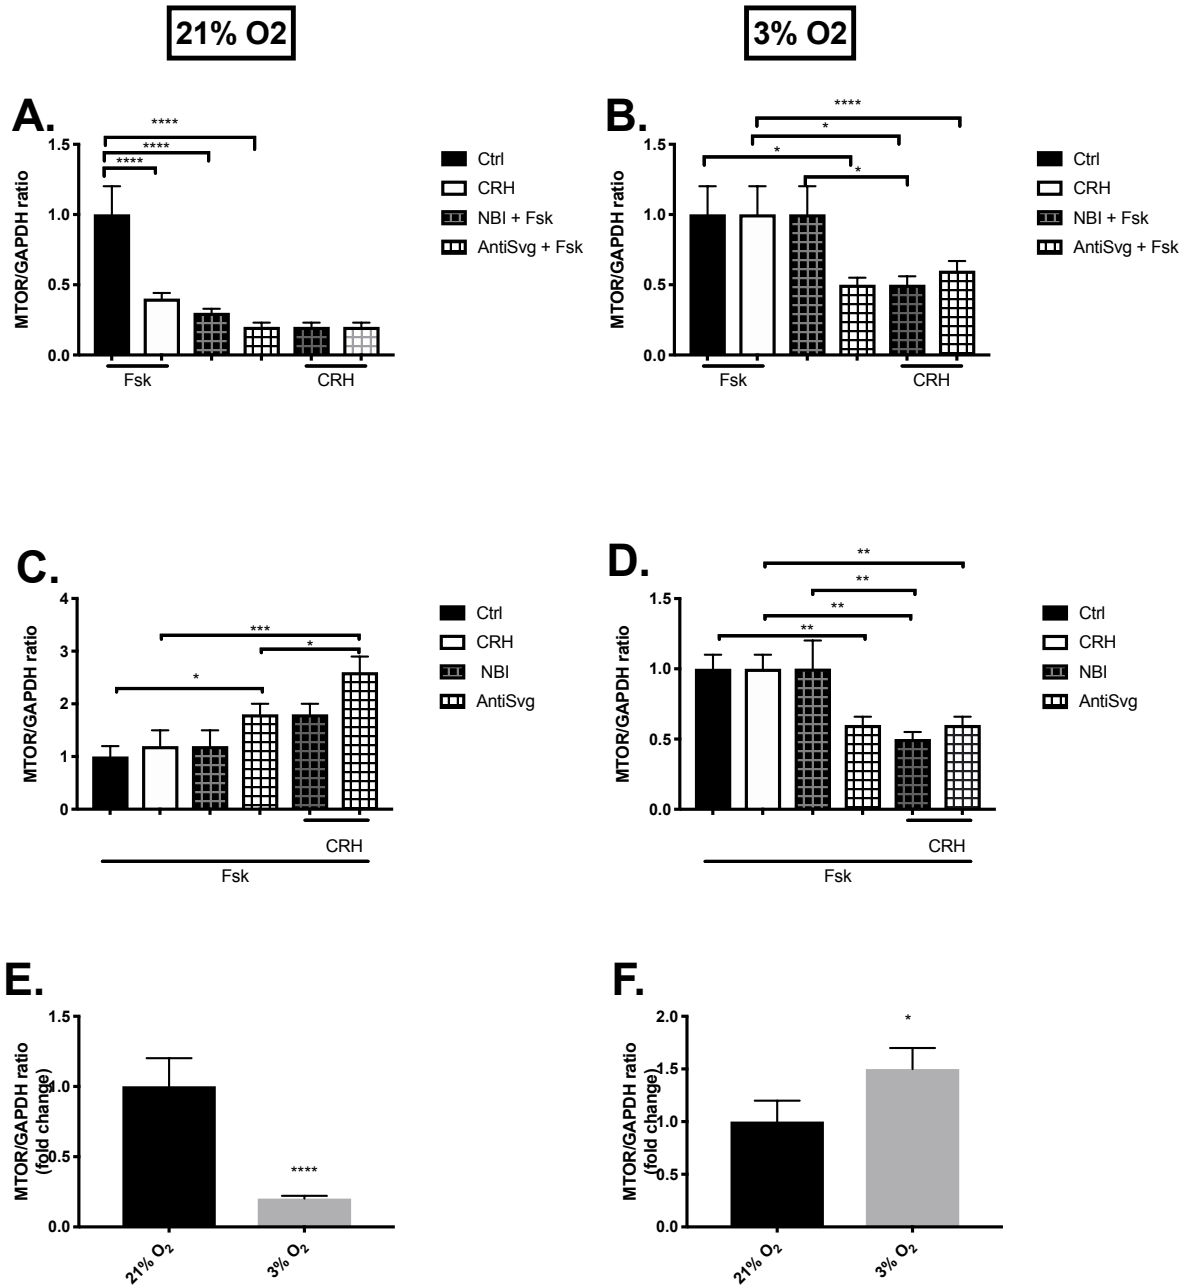 21% O2
3% O2
A.
****
****
****
MTOR/GAPDH ratio
1.5
1.0
0.5
0.0
Fsk
CRH
Ctrl
CRH
NBI + Fsk
AntiSvg + Fsk
B.
****
*
*
*
MTOR/GAPDH ratio
1.5
1.0
0.5
0.0
Fsk
CRH
Ctrl
CRH
NBI + Fsk
AntiSvg + Fsk
C.
***
*
*
MTOR/GAPDH ratio
4
3
2
1
0
CRH
Fsk
Ctrl
CRH
NBI
AntiSvg
D.
**
**
**
**
MTOR/GAPDH ratio
1.5
1.0
0.5
0.0
CRH
Fsk
Ctrl
CRH
NBI
AntiSvg
E.
MTOR/GAPDH ratio
(fold change)
1.5
1.0
0.5
0.0
****
21% O2
3% O2
F.
MTOR/GAPDH ratio
(fold change)
2.0
1.5
1.0
0.5
0.0
*
21% O2
3% O2